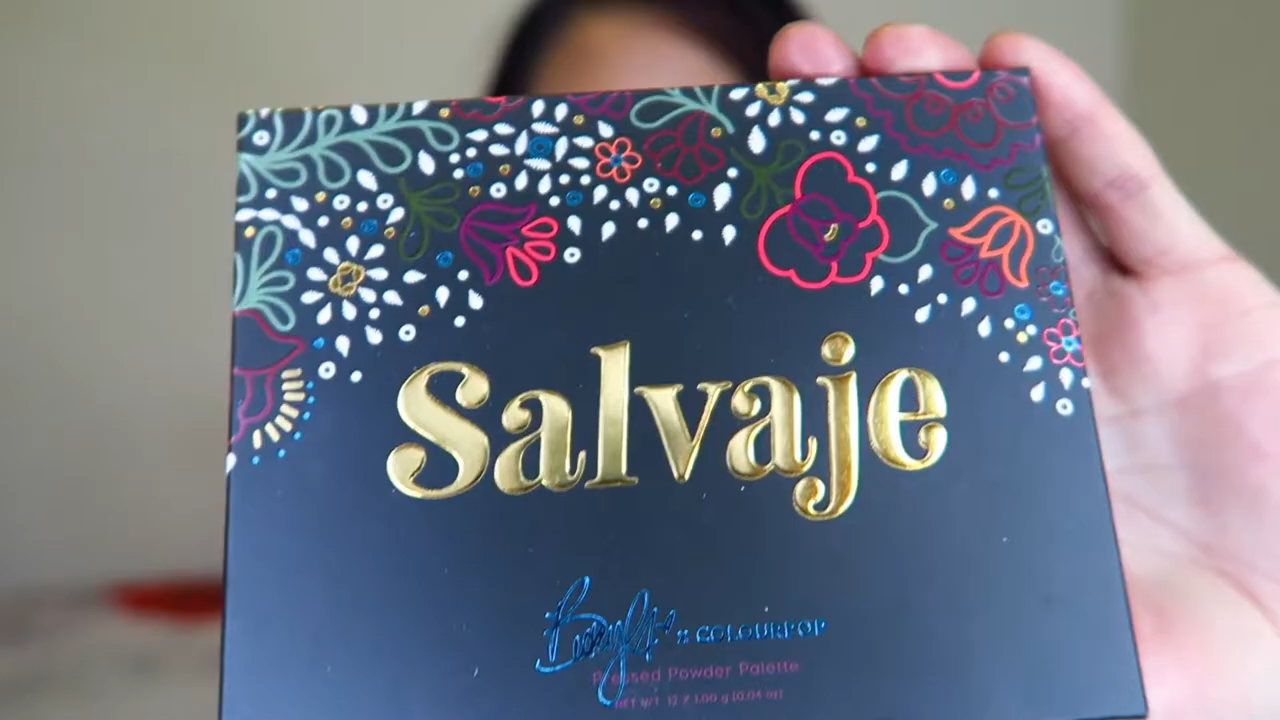 Salvaje
Becky G x COLOURPOP
Pressed Powder Palette
NET WT. 12 X 1.00 g (0.04 oz)